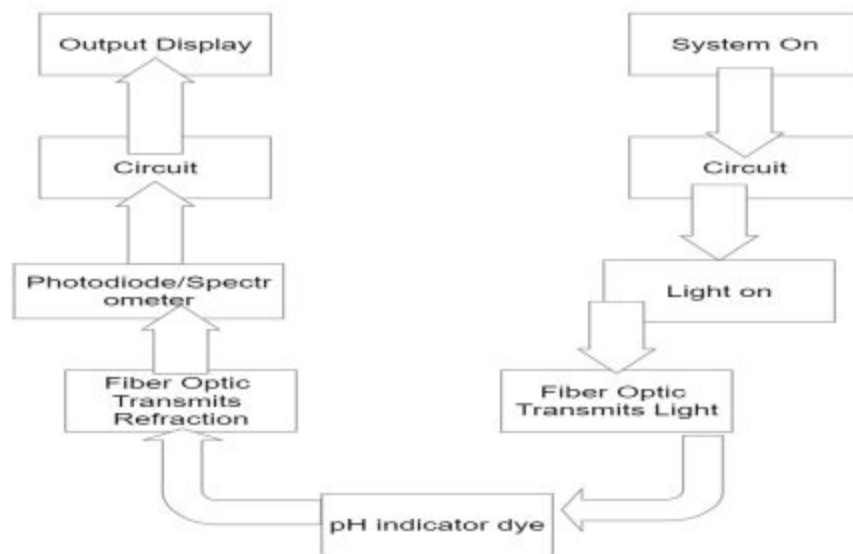 Output Display
System On
Circuit
Circuit
Photodiode/Spectr
ometer
Light on
Fiber Optic
Transmits
Refraction
Fiber Optic
Transmits Light
pH indicator dye